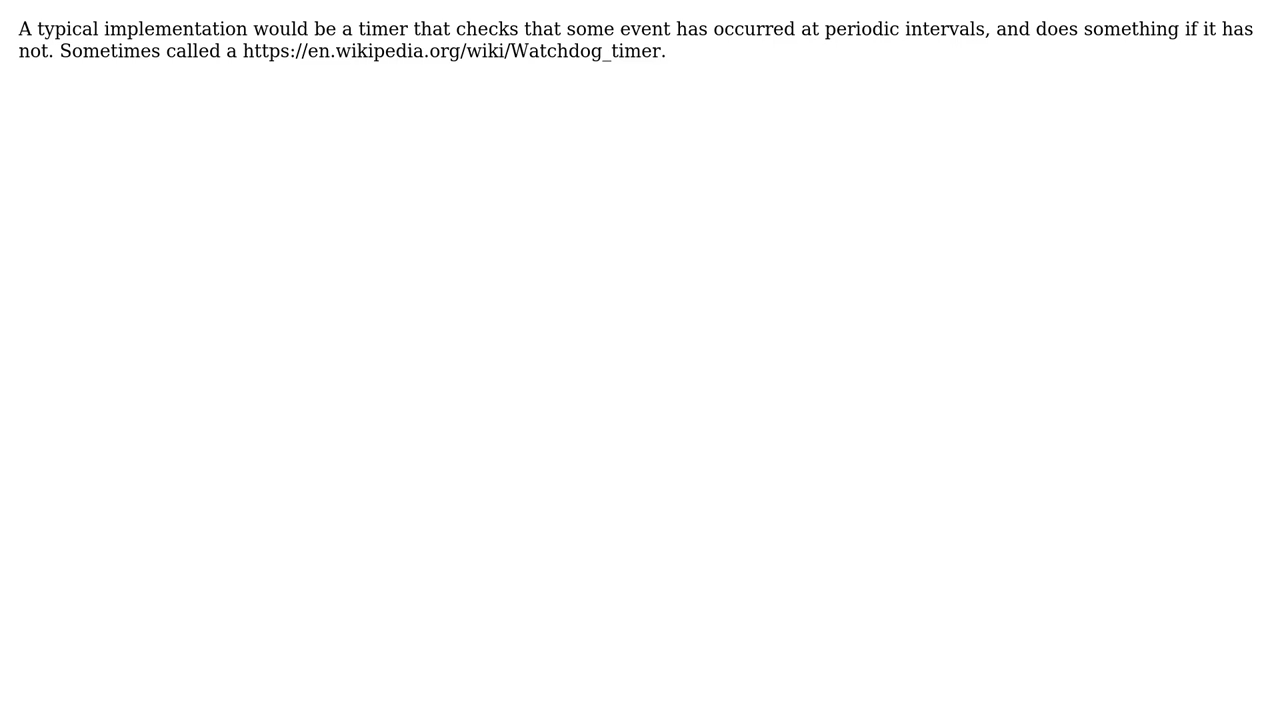 A typical implementation would be a timer that checks that some event has occurred at periodic intervals, and does something if it has
not. Sometimes called a https://en.wikipedia.org/wiki/Watchdog_timer.